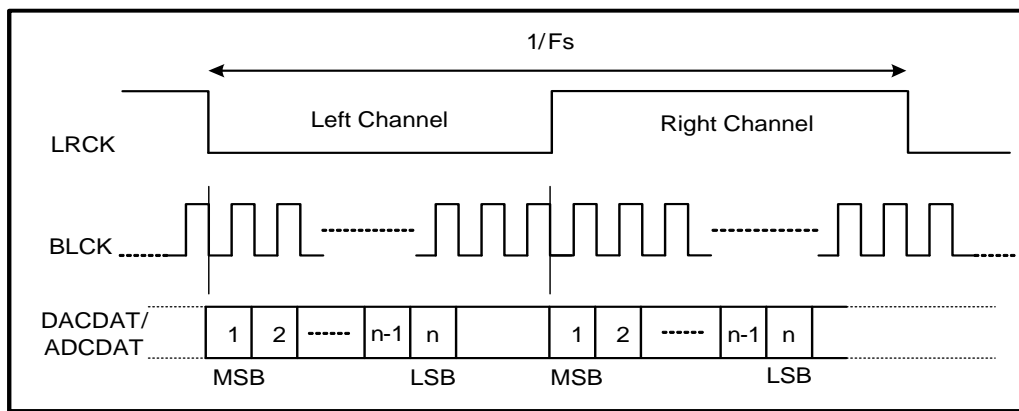 1/Fs
Left Channel
Right Channel
LRCK
BLCK
DACDAT/
ADCDAT
1 2 n-1 n 1 2 n-1 n
MSB LSB MSB LSB